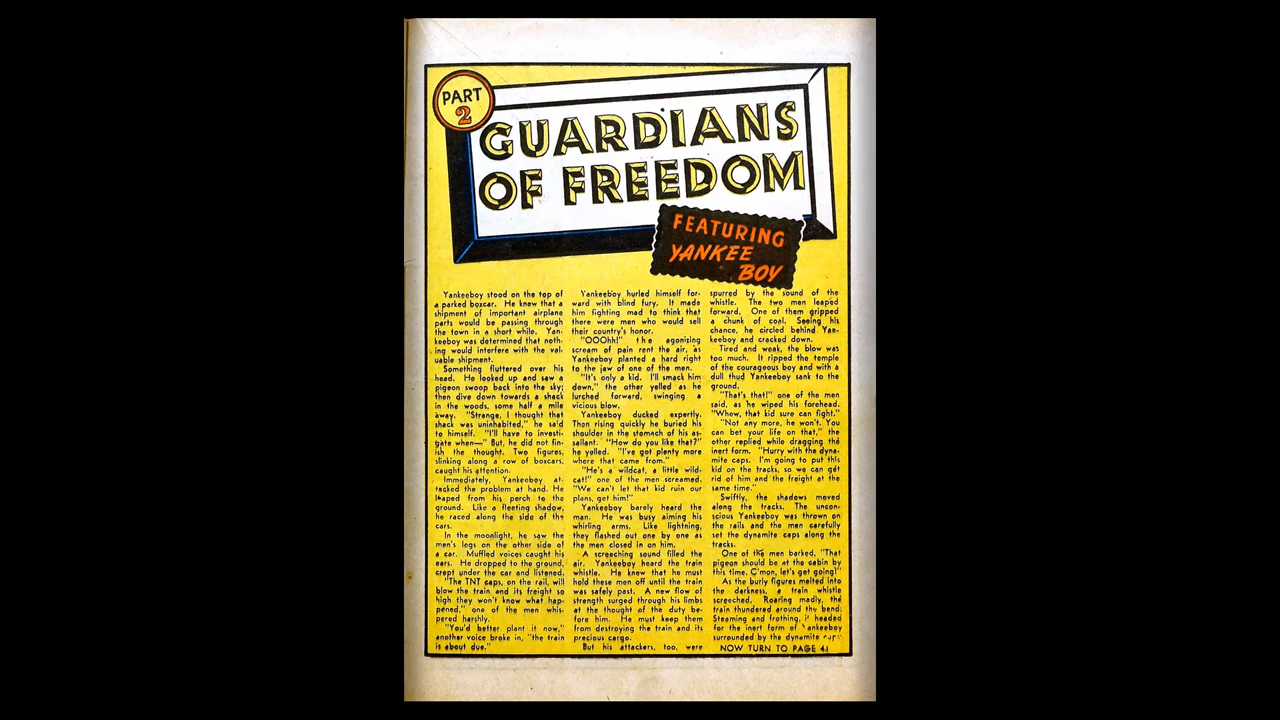 PART
2
GUARDIANS
OF FREEDOM
FEATURING
YANKEE
BOY
Yankeeboy stood on the top of
a parked boxcar. He knew that a
shipment of important airplane
parts would be passing through
the town in a short while. Yan-
keeboy was determined that noth-
ing would interfere with the val-
uable shipment.
Something fluttered over his
head. He looked up and saw a
pigeon swoop back into the sky;
then dive down towards a shack
in the woods, some half a mile
away. "Strange, I thought that
shack was uninhabited," he said
to himself. "I'll have to investi-
gate when—" But, he did not fin-
ish the thought. Two figures,
slinking along a row of boxcars,
caught his attention.
Immediately, Yankeeboy at-
tacked the problem at hand. He
leaped from his perch to the
ground. Like a fleeting shadow,
he raced along the side of the
cars.
In the moonlight, he saw the
men's legs on the other side of
a car. Muffled voices caught his
ears. He dropped to the ground,
crept under the car and listened.
"The TNT caps, on the rail, will
blow the train and its freight so
high they won't know what hap-
pened," one of the men whis-
pered harshly.
"You'd better plant it now,"
another voice broke in, "the train
is about due."
Yankeeboy hurled himself for-
ward with blind fury. It made
him fighting mad to think that
there were men who would sell
their country's honor.
"OOOhh!" the agonizing
scream of pain rent the air, as
Yankeeboy planted a hard right
to the jaw of one of the men.
"It's only a kid. I'll smack him
down," the other yelled as he
lurched forward, swinging a
vicious blow.
Yankeeboy ducked expertly.
Then rising quickly he buried his
shoulder in the stomach of his as-
sailant. "How do you like that?"
he yelled. "I've got plenty more
where that came from."
"He's a wildcat, a little wild-
cat!" one of the men screamed.
"We can't let that kid ruin our
plans, get him!"
Yankeeboy barely heard the
man. He was busy aiming his
whirling arms. Like lightning,
they flashed out one by one as
the men closed in on him.
A screeching sound filled the
air. Yankeeboy heard the train
whistle. He knew that he must
hold these men off until the train
was safely past. A new flow of
strength surged through his limbs
at the thought of the duty be-
fore him. He must keep them
from destroying the train and its
precious cargo.
But his attackers, too, were
spurred by the sound of the
whistle. The two men leaped
forward. One of them gripped
a chunk of coal. Seeing his
chance, he circled behind Yan-
keeboy and cracked down.
Tired and weak, the blow was
too much. It ripped the temple
of the courageous boy and with a
dull thud Yankeeboy sank to the
ground.
"That's that!" one of the men
said, as he wiped his forehead.
"Whew, that kid sure can fight."
"Not any more, he won't. You
can bet your life on that," the
other replied while dragging the
inert form. "Hurry with the dyna-
mite caps. I'm going to put this
kid on the tracks, so we can get
rid of him and the freight at the
same time."
Swiftly, the shadows moved
along the tracks. The uncon-
scious Yankeeboy was thrown on
the rails and the men carefully
set the dynamite caps along the
tracks.
One of the men barked, "That
pigeon should be at the cabin by
this time. C'mon, let's get going!"
As the burly figures melted into
the darkness, a train whistle
screeched. Roaring madly, the
train thundered around the bend.
Steaming and frothing, it headed
for the inert form of Yankeeboy
surrounded by the dynamite caps.
NOW TURN TO PAGE 41